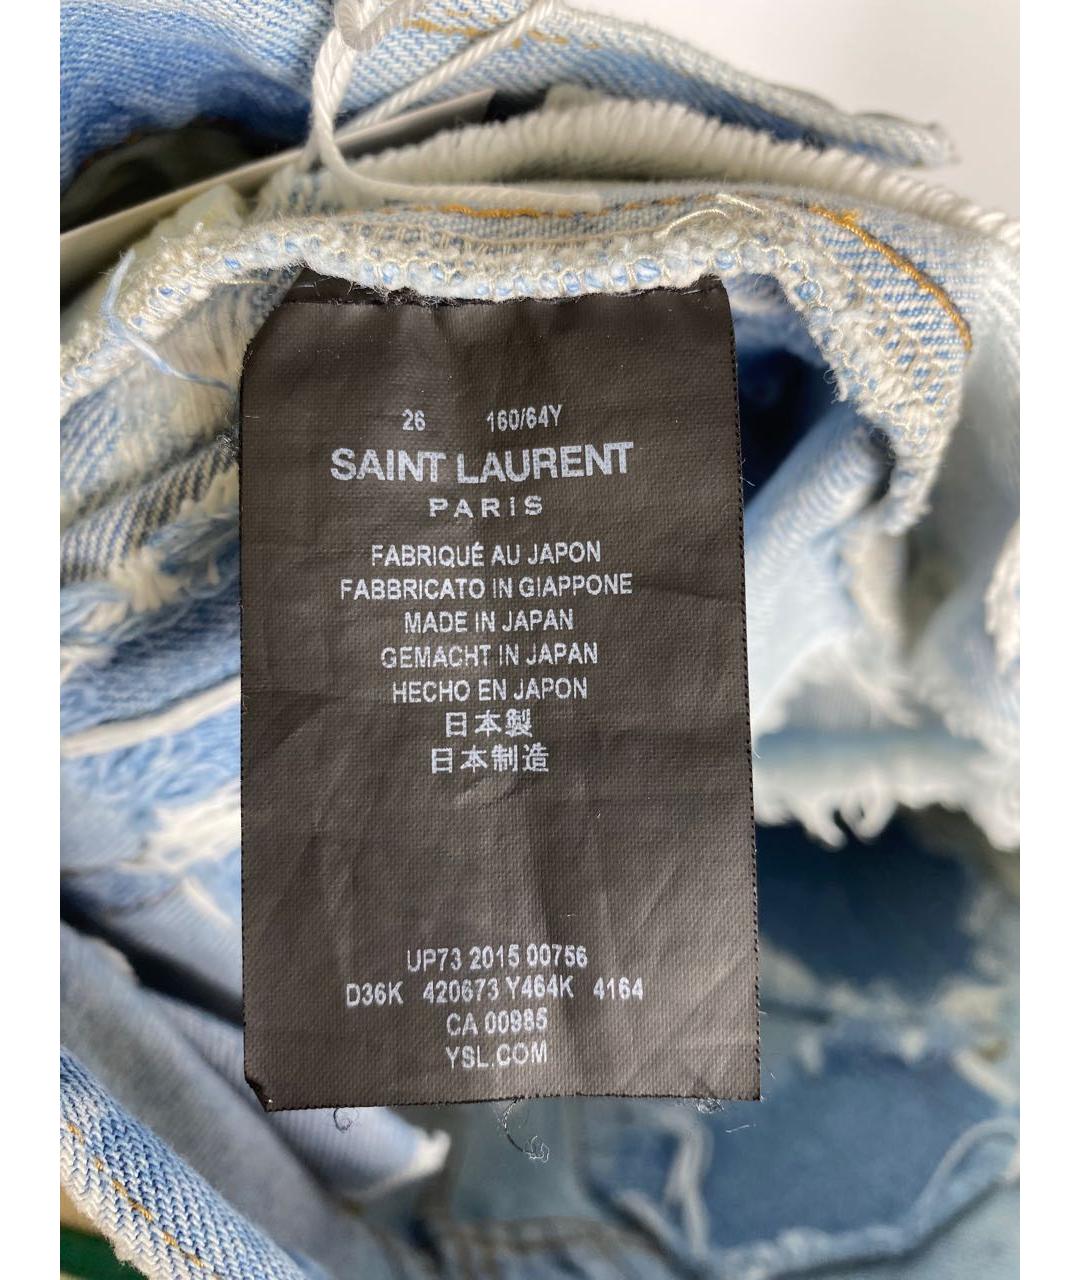 26 160/64Y
SAINT LAURENT
PARIS
FABRIQUÉ AU JAPON
FABBRICATO IN GIAPPONE
MADE IN JAPAN
GEMACHT IN JAPAN
HECHO EN JAPON
日本製
日本制造
UP73 2015 00756
D36K 420673 Y464K 4164
CA 00985
YSL.COM